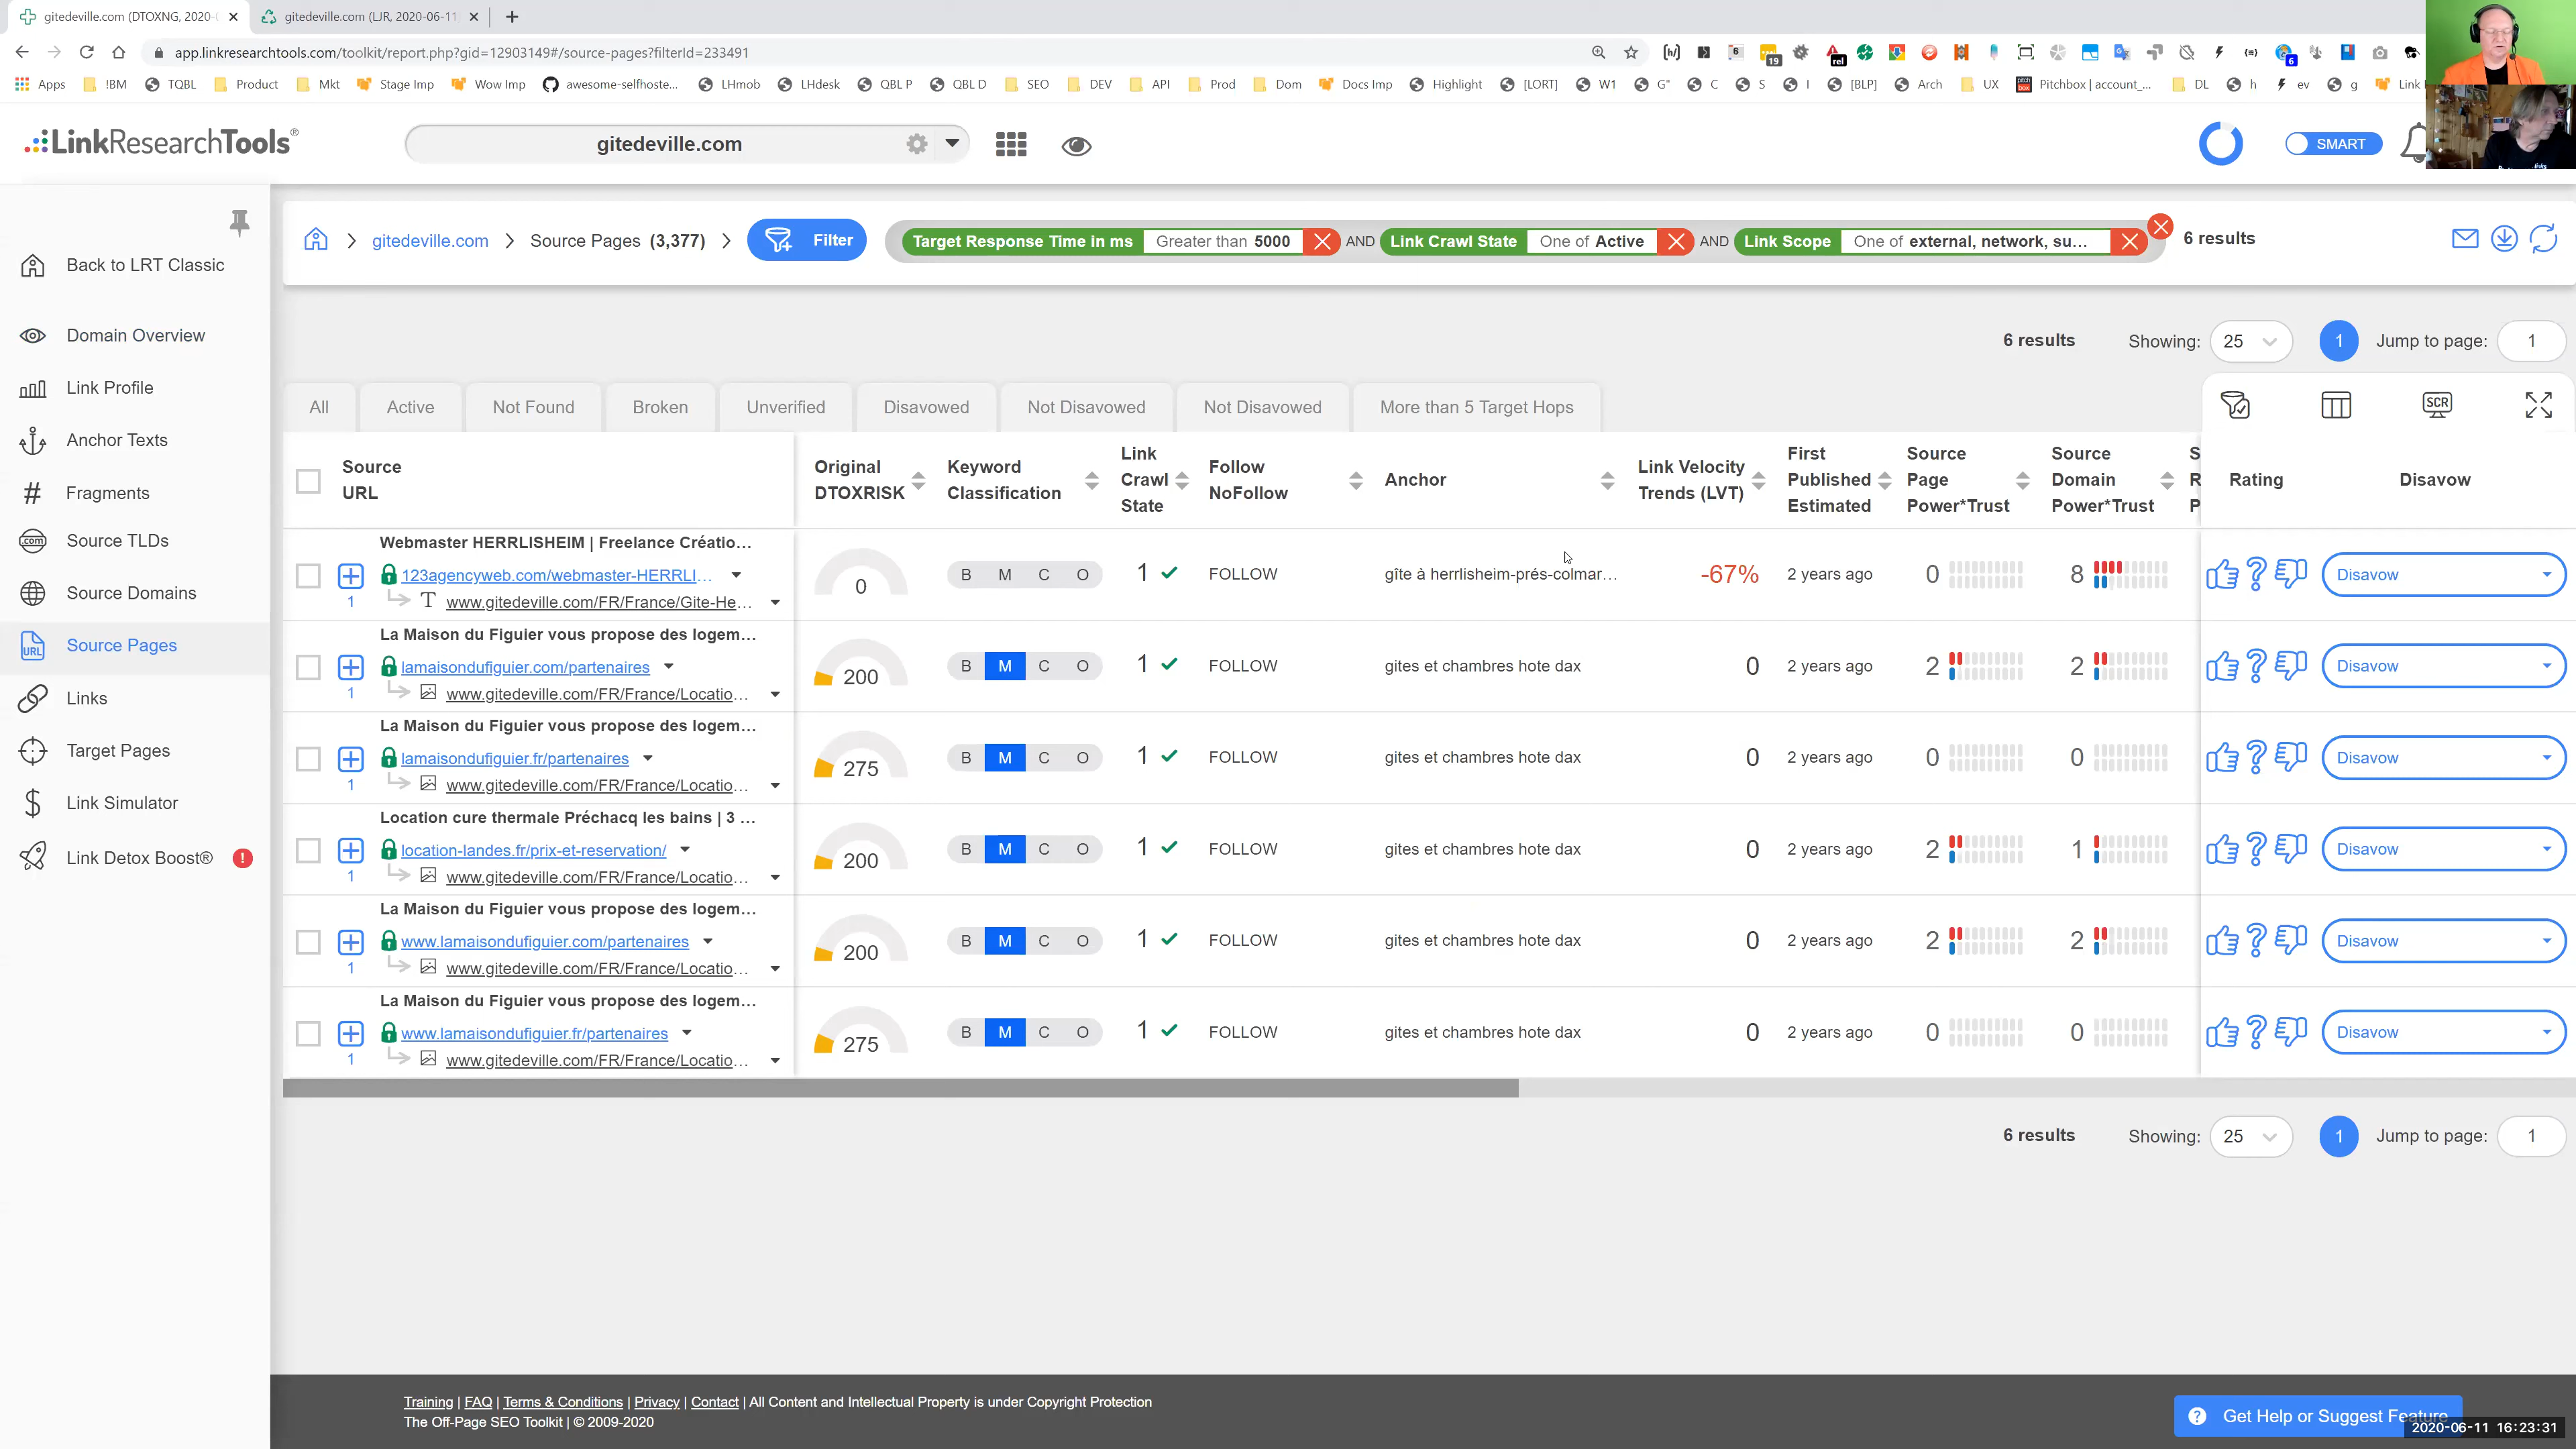 gitedeville.com (DTOXNG, 2020-0
gitedeville.com (LJR, 2020-06-11
app.linkresearchtools.com/toolkit/report.php?gid=12903149#/source-pages?filterId=233491
Apps !BM TQBL Product Mkt Stage Imp Wow Imp awesome-selfhoste... LHmob LHdesk QBL P QBL D SEO DEV API Prod Dom Docs Imp Highlight [LORT] W1 G" C S I [BLP] Arch UX Pitchbox | account_... DL h ev g Link
LinkResearchTools®
gitedeville.com
SMART
gitedeville.com
Source Pages (3,377)
Filter
Target Response Time in ms Greater than 5000 AND Link Crawl State One of Active AND Link Scope One of external, network, su...
6 results
Back to LRT Classic
Domain Overview
Link Profile
Anchor Texts
Fragments
Source TLDs
Source Domains
Source Pages
Links
Target Pages
Link Simulator
Link Detox Boost® !
6 results Showing: 25 1 Jump to page: 1
All Active Not Found Broken Unverified Disavowed Not Disavowed Not Disavowed More than 5 Target Hops
SCR
Source URL
Original DTOXRISK
Keyword Classification
Link Crawl State
Follow NoFollow
Anchor
Link Velocity Trends (LVT)
First Published Estimated
Source Page Power*Trust
Source Domain Power*Trust
S R P
Rating
Disavow
Webmaster HERRLISHEIM | Freelance Créatio...
123agencyweb.com/webmaster-HERRLI... 0 B M C O 1 FOLLOW gîte à herrlisheim-prés-colmar... -67% 2 years ago 0 8 Disavow
1 T www.gitedeville.com/FR/France/Gite-He...
La Maison du Figuier vous propose des logem...
lamaisondufiguier.com/partenaires 200 B M C O 1 FOLLOW gites et chambres hote dax 0 2 years ago 2 2 Disavow
1 www.gitedeville.com/FR/France/Locatio...
La Maison du Figuier vous propose des logem...
lamaisondufiguier.fr/partenaires 275 B M C O 1 FOLLOW gites et chambres hote dax 0 2 years ago 0 0 Disavow
1 www.gitedeville.com/FR/France/Locatio...
Location cure thermale Préchacq les bains | 3 ...
location-landes.fr/prix-et-reservation/ 200 B M C O 1 FOLLOW gites et chambres hote dax 0 2 years ago 2 1 Disavow
1 www.gitedeville.com/FR/France/Locatio...
La Maison du Figuier vous propose des logem...
www.lamaisondufiguier.com/partenaires 200 B M C O 1 FOLLOW gites et chambres hote dax 0 2 years ago 2 2 Disavow
1 www.gitedeville.com/FR/France/Locatio...
La Maison du Figuier vous propose des logem...
www.lamaisondufiguier.fr/partenaires 275 B M C O 1 FOLLOW gites et chambres hote dax 0 2 years ago 0 0 Disavow
1 www.gitedeville.com/FR/France/Locatio...
6 results Showing: 25 1 Jump to page: 1
Training | FAQ | Terms & Conditions | Privacy | Contact | All Content and Intellectual Property is under Copyright Protection
The Off-Page SEO Toolkit | © 2009-2020
Get Help or Suggest Feature
2020-06-11 16:23:31